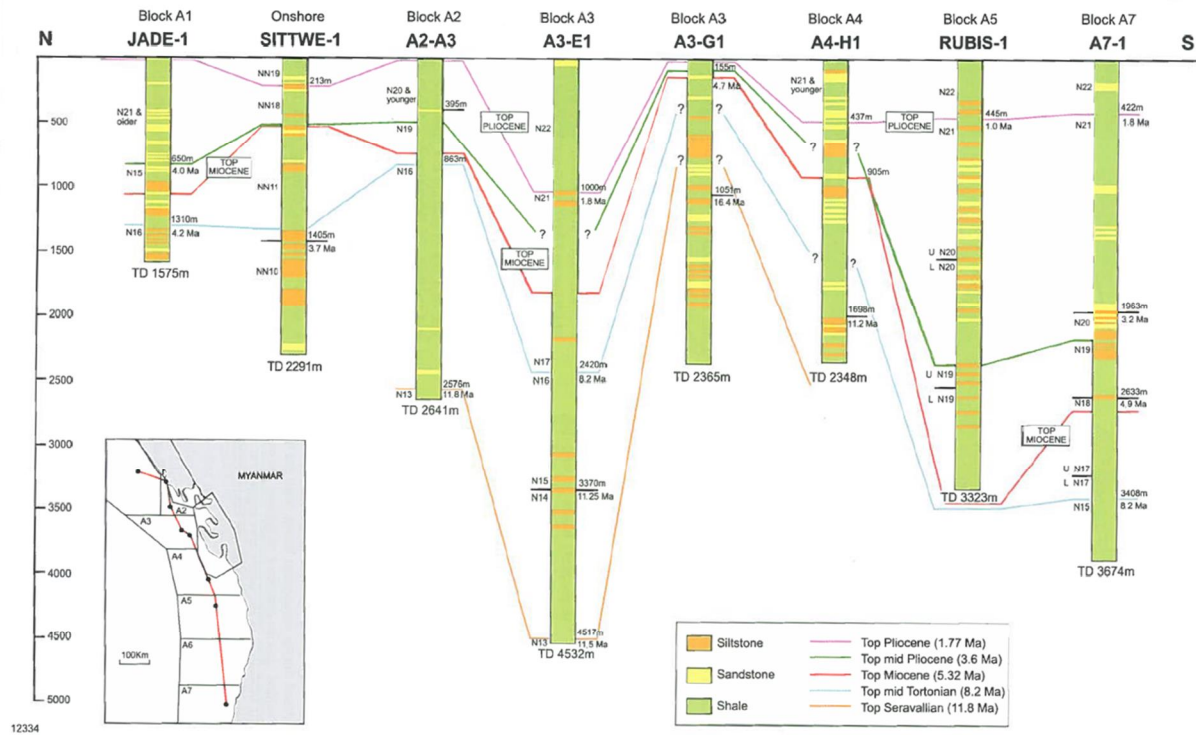 Block A1
Onshore
Block A2
Block A3
Block A3
Block A4
Block A5
Block A7
N
JADE-1
SITTWE-1
A2-A3
A3-E1
A3-G1
A4-H1
RUBIS-1
A7-1
S
500
1000
1500
2000
2500
3000
3500
4000
4500
5000
N21 &
older
650m
4.0 Ma
N15
1310m
4.2 Ma
N16
TD 1575m
TOP
MIOCENE
NN19
213m
NN18
NN11
1405m
3.7 Ma
NN10
TD 2291m
N20 &
younger
395m
N19
863m
N16
2576m
11.8 Ma
N13
TD 2641m
TOP
PLIOCENE
TOP
MIOCENE
N22
1000m
1.8 Ma
N21
?
?
N17
N16
2420m
8.2 Ma
N15
N14
3370m
11.25 Ma
N13
4517m
11.5 Ma
TD 4532m
155m
4.7 Ma
?
?
?
?
1051m
16.4 Ma
TD 2365m
N21 &
younger
437m
?
?
905m
?
?
1698m
11.2 Ma
TD 2348m
TOP
PLIOCENE
N22
445m
1.0 Ma
N21
U N20
L N20
U N19
L N19
TD 3323m
TOP
MIOCENE
N22
422m
1.8 Ma
N21
1963m
3.2 Ma
N20
N19
2633m
4.9 Ma
N18
U N17
L N17
3408m
8.2 Ma
N15
TD 3674m
MYANMAR
A2
A3
A4
A5
A6
A7
100Km
Siltstone
Sandstone
Shale
Top Pliocene (1.77 Ma)
Top mid Pliocene (3.6 Ma)
Top Miocene (5.32 Ma)
Top mid Tortonian (8.2 Ma)
Top Seravallian (11.8 Ma)
12334